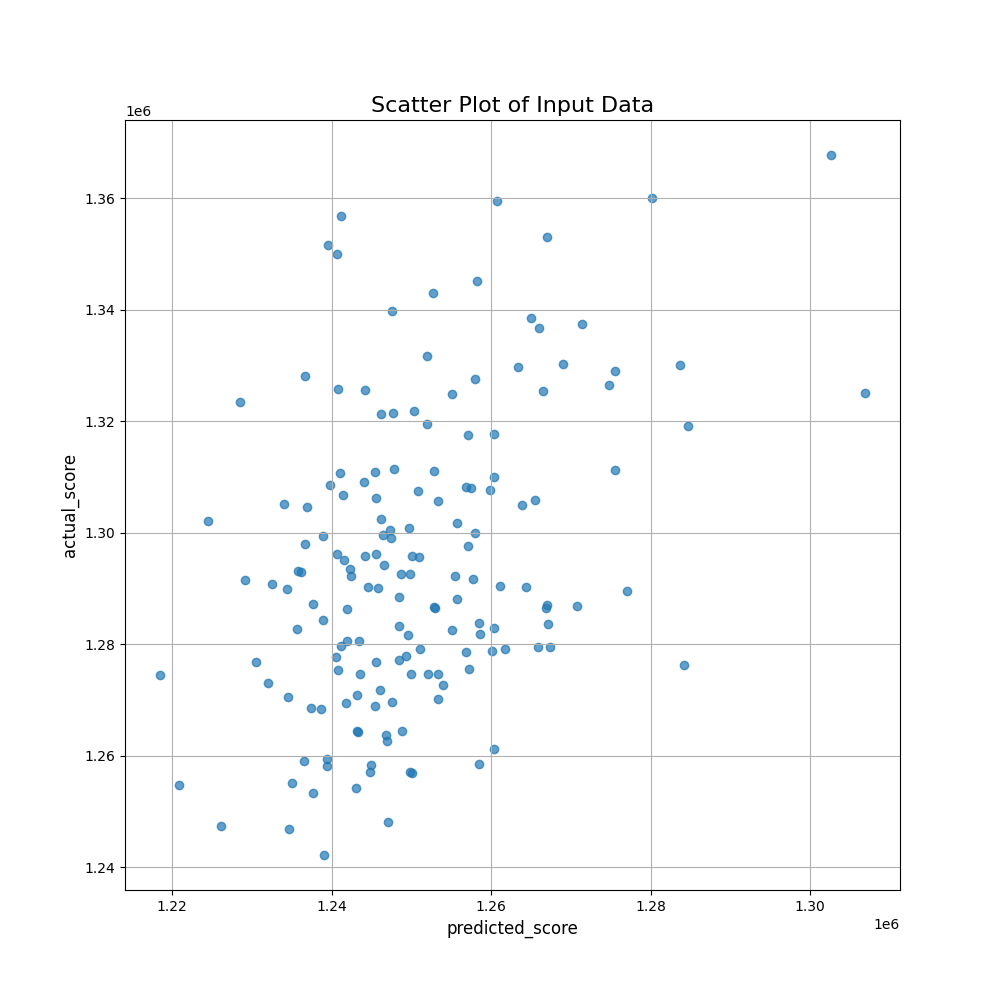 Scatter Plot of Input Data
1e6
1.36
1.34
1.32
1.30
1.28
1.26
1.24
actual_score
1.22 1.24 1.26 1.28 1.30
1e6
predicted_score